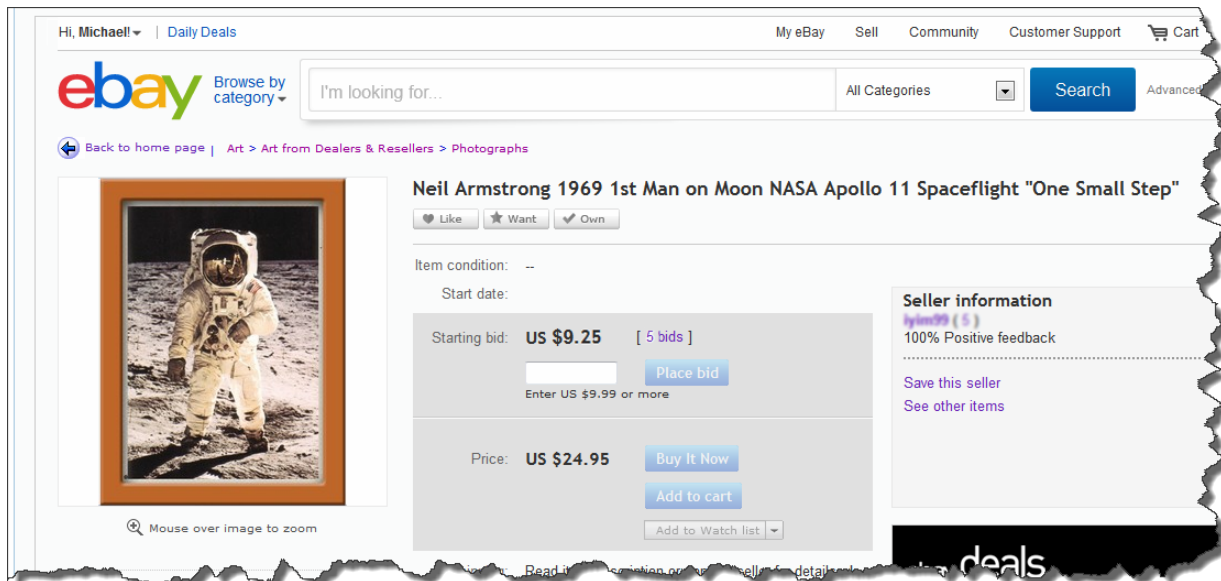 Hi, Michael! | Daily Deals
My eBay Sell Community Customer Support Cart
ebay
Browse by
category
I'm looking for...
All Categories
Search
Advanced
Back to home page | Art > Art from Dealers & Resellers > Photographs
Neil Armstrong 1969 1st Man on Moon NASA Apollo 11 Spaceflight "One Small Step"
Like Want Own
Item condition: --
Start date:
Starting bid: US $9.25 [ 5 bids ]
Place bid
Enter US $9.99 or more
Price: US $24.95 Buy It Now
Add to cart
Add to Watch list
Mouse over image to zoom
Seller information
100% Positive feedback
Save this seller
See other items
deals
Read